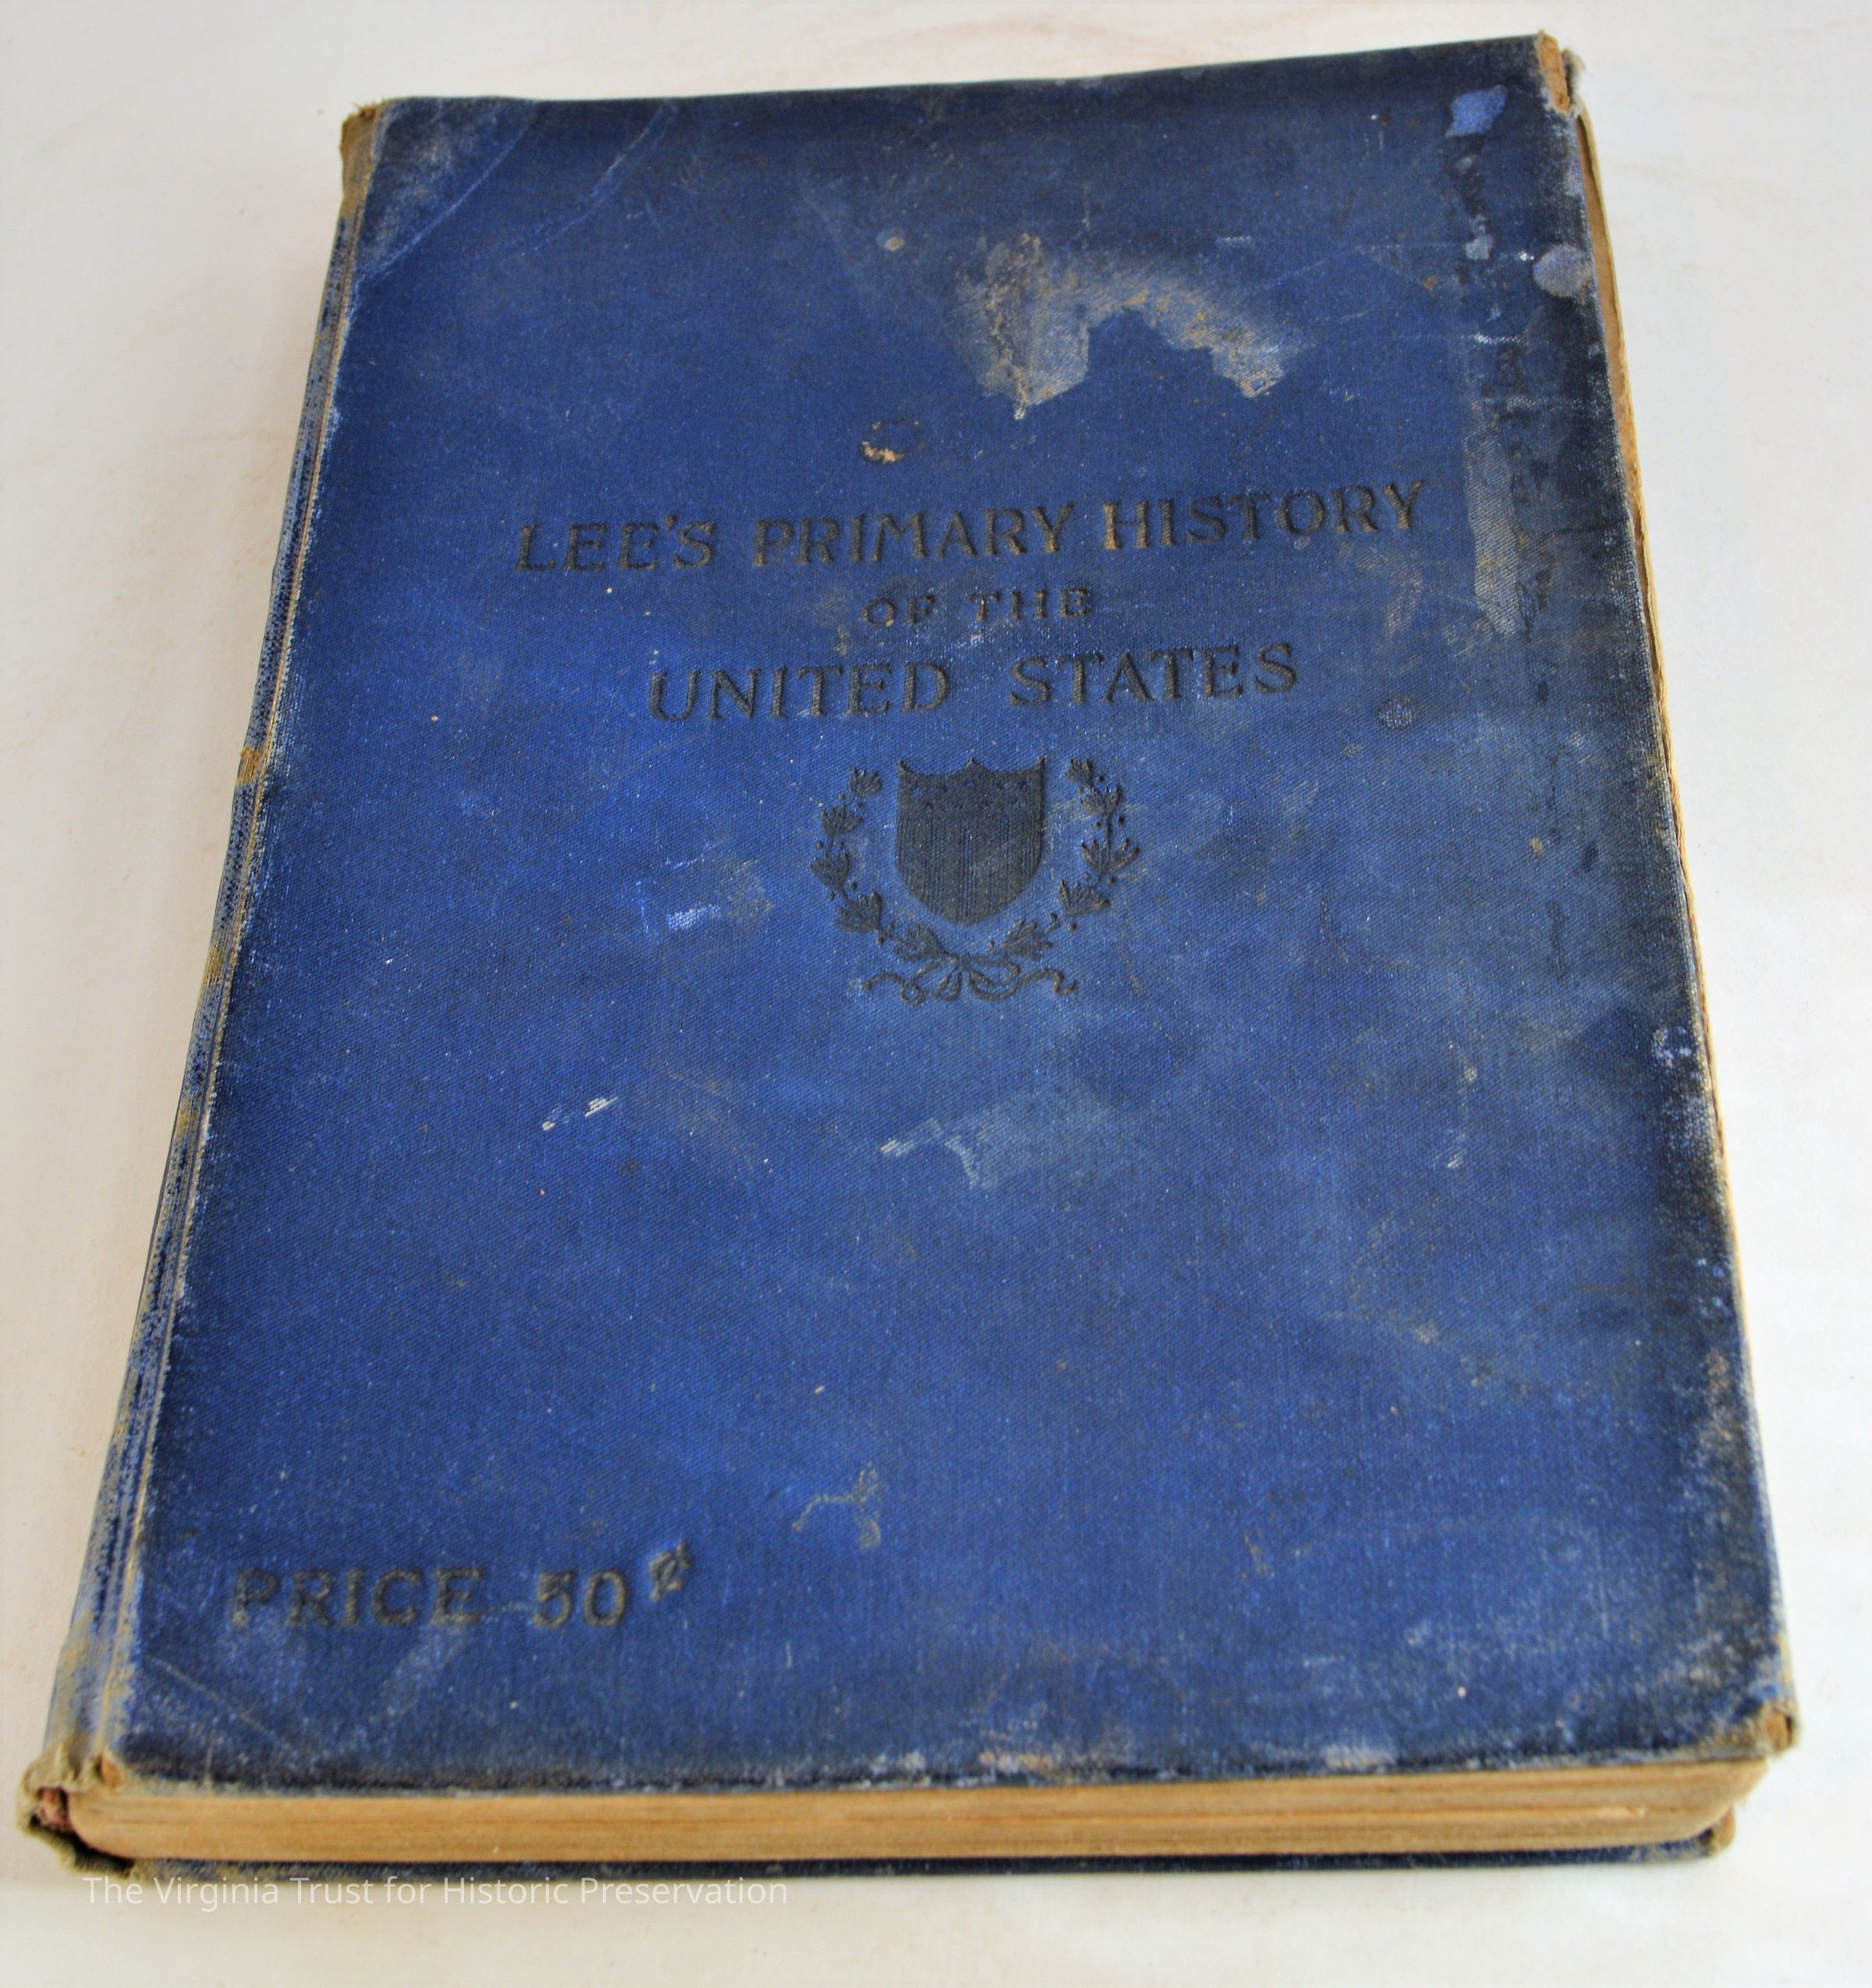 LEE'S PRIMARY HISTORY
OF THE
UNITED STATES
PRICE 50
The Virginia Trust for Historic Preservation